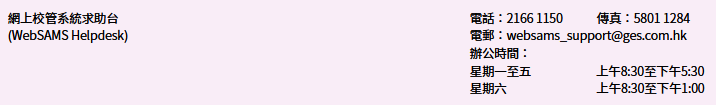 網上校管系統求助台 電話：2166 1150 傳真：5801 1284
(WebSAMS Helpdesk) 電郵：websams_support@ges.com.hk
辦公時間：
星期一至五 上午8:30至下午5:30
星期六 上午8:30至下午1:00